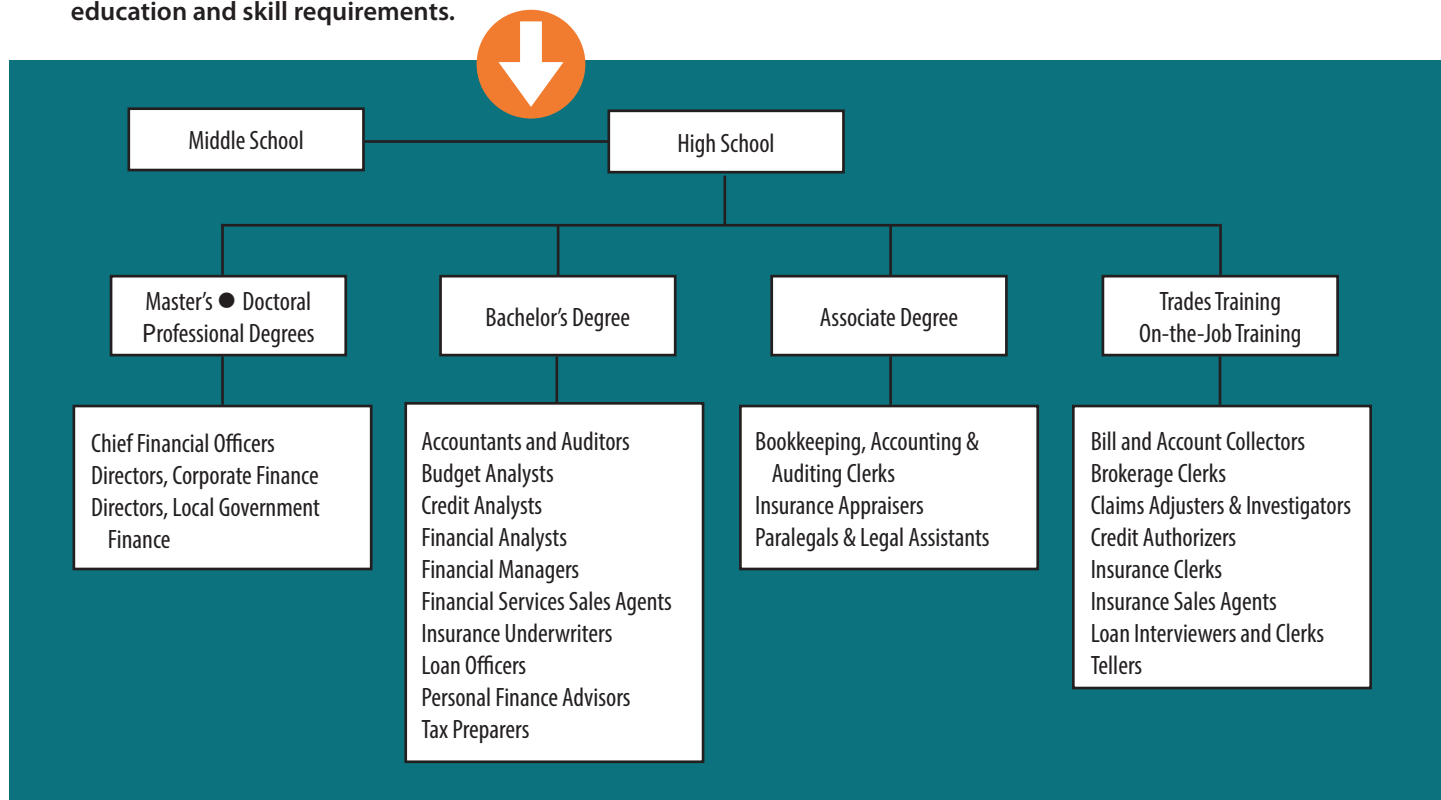 education and skill requirements.
Middle School
High School
Master's ● Doctoral
Professional Degrees
Bachelor's Degree
Associate Degree
Trades Training
On-the-Job Training
Chief Financial Officers
Directors, Corporate Finance
Directors, Local Government
Finance
Accountants and Auditors
Budget Analysts
Credit Analysts
Financial Analysts
Financial Managers
Financial Services Sales Agents
Insurance Underwriters
Loan Officers
Personal Finance Advisors
Tax Preparers
Bookkeeping, Accounting &
Auditing Clerks
Insurance Appraisers
Paralegals & Legal Assistants
Bill and Account Collectors
Brokerage Clerks
Claims Adjusters & Investigators
Credit Authorizers
Insurance Clerks
Insurance Sales Agents
Loan Interviewers and Clerks
Tellers